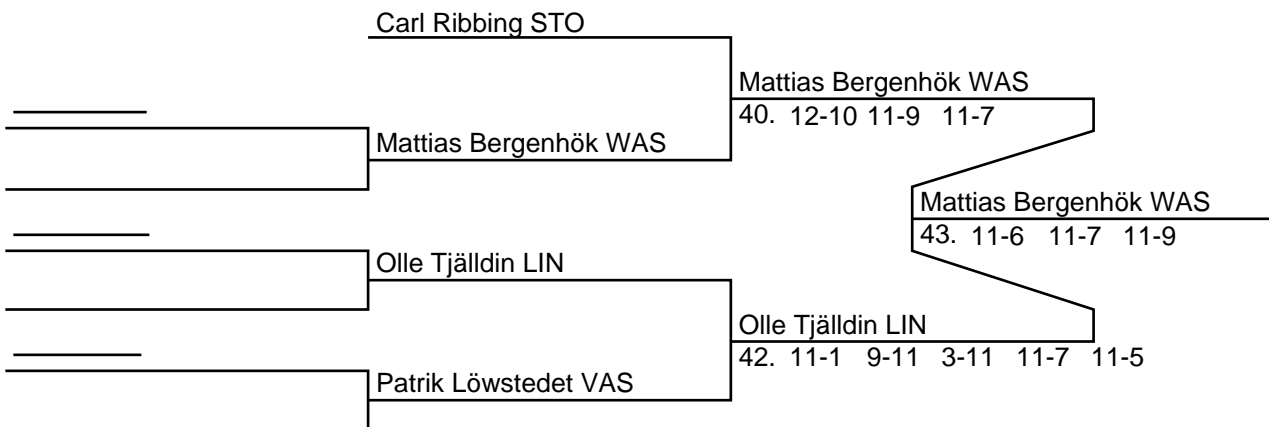 Carl Ribbing STO
Mattias Bergenhök WAS
40. 12-10 11-9 11-7
Mattias Bergenhök WAS
Mattias Bergenhök WAS
43. 11-6 11-7 11-9
Olle Tjälldin LIN
Olle Tjälldin LIN
42. 11-1 9-11 3-11 11-7 11-5
Patrik Löwstedet VAS